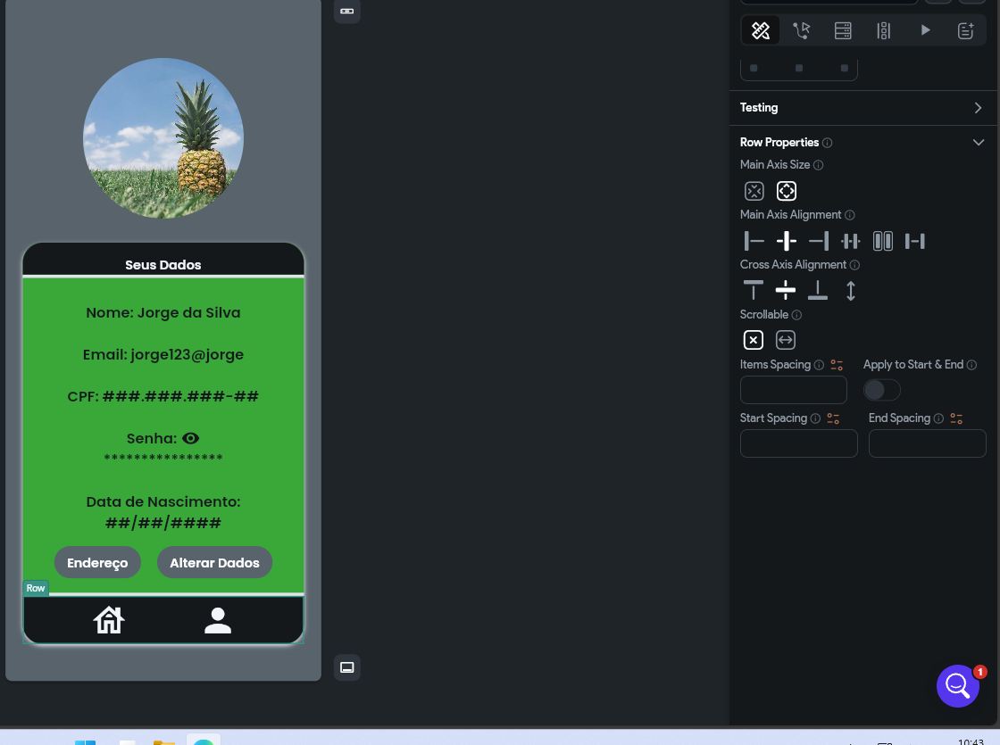 Testing
Row Properties
Main Axis Size
Main Axis Alignment
Cross Axis Alignment
Scrollable
Items Spacing
Apply to Start & End
Start Spacing
End Spacing
Seus Dados
Nome: Jorge da Silva
Email: jorge123@jorge
CPF: ###.###.###-##
Senha:
****************
Data de Nascimento:
##/##/####
Endereço
Alterar Dados
Row
1
10:43